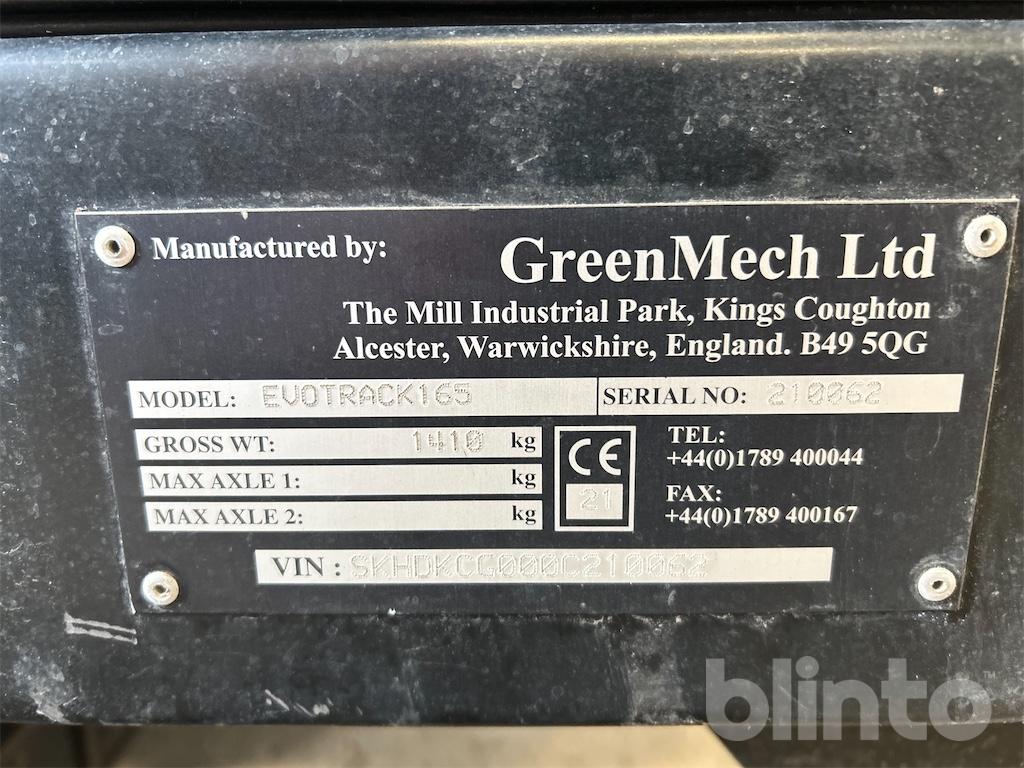 Manufactured by: GreenMech Ltd
The Mill Industrial Park, Kings Coughton
Alcester, Warwickshire, England. B49 5QG
MODEL: EVOTRACK165 SERIAL NO: 210062
GROSS WT: 1410 kg
MAX AXLE 1: kg
MAX AXLE 2: kg
CE
21
TEL:
+44(0)1789 400044
FAX:
+44(0)1789 400167
VIN : SKHDKCG000C210062
blinto™